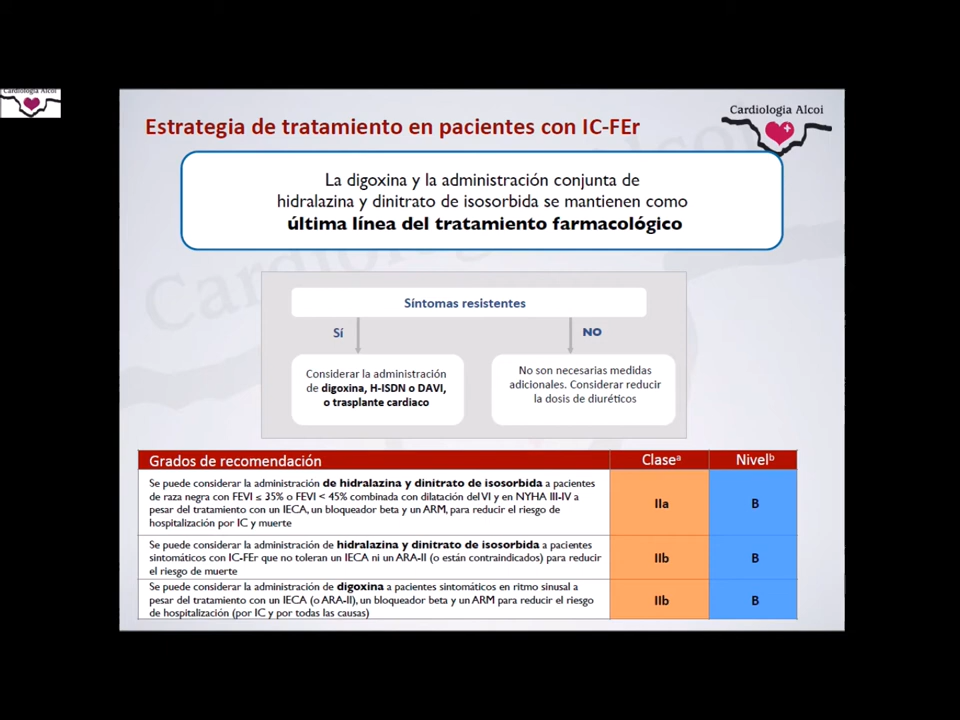 Cardiologia Alcoi
Cardiologia Alcoi
Estrategia de tratamiento en pacientes con IC-FEr
La digoxina y la administración conjunta de
hidralazina y dinitrato de isosorbida se mantienen como
última línea del tratamiento farmacológico
Síntomas resistentes
Sí
NO
Considerar la administración
de digoxina, H-ISDN o DAVI,
o trasplante cardiaco
No son necesarias medidas
adicionales. Considerar reducir
la dosis de diuréticos
Grados de recomendación Claseª Nivelᵇ
Se puede considerar la administración de hidralazina y dinitrato de isosorbida a pacientes
de raza negra con FEVI ≤ 35% o FEVI < 45% combinada con dilatación del VI y en NYHA III-IV a
pesar del tratamiento con un IECA, un bloqueador beta y un ARM, para reducir el riesgo de
hospitalización por IC y muerte
IIa B
Se puede considerar la administración de hidralazina y dinitrato de isosorbida a pacientes
sintomáticos con IC-FEr que no toleran un IECA ni un ARA-II (o están contraindicados) para reducir
el riesgo de muerte
IIb B
Se puede considerar la administración de digoxina a pacientes sintomáticos en ritmo sinusal a
pesar del tratamiento con un IECA (o ARA-II), un bloqueador beta y un ARM para reducir el riesgo
de hospitalización (por IC y por todas las causas)
IIb B